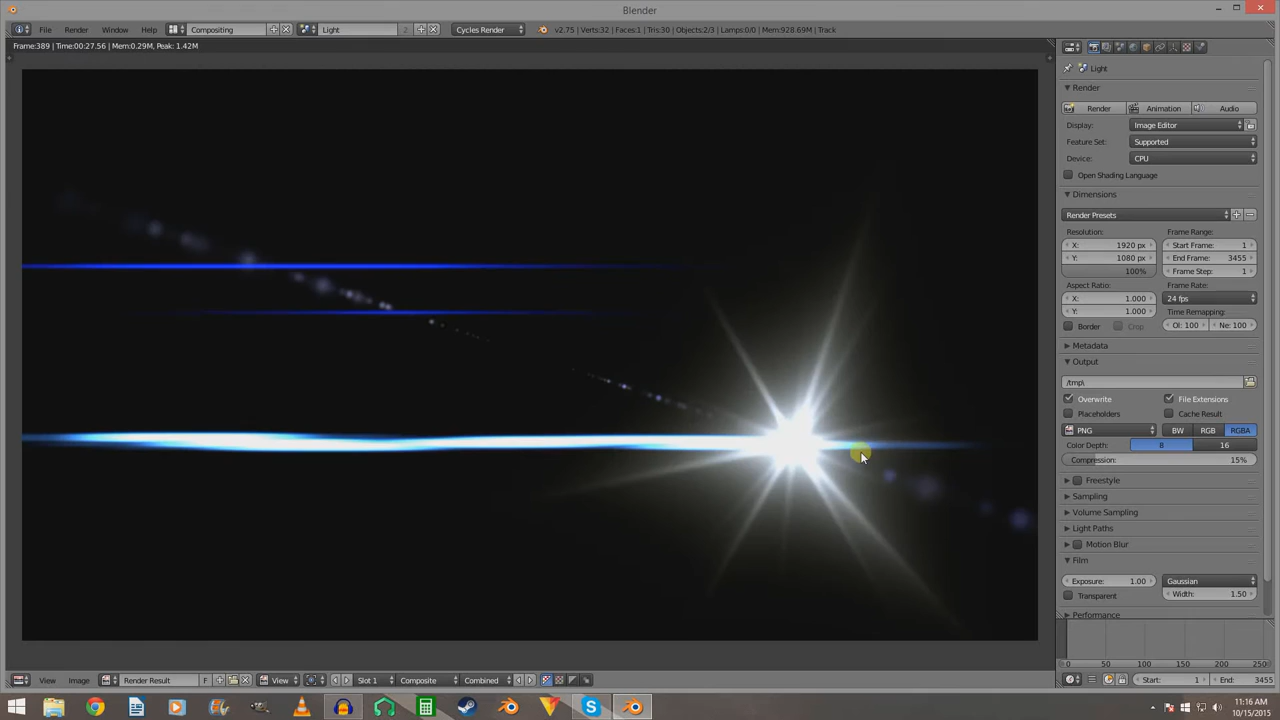 Blender
File Render Window Help Compositing Light 2 Cycles Render v2.75 | Verts:32 | Faces:1 | Tris:30 | Objects:2/3 | Lamps:0/0 | Mem:928.69M | Track
Frame:389 | Time:00:27.56 | Mem:0.29M, Peak: 1.42M
Light
Render
Render Animation Audio
Display: Image Editor
Feature Set: Supported
Device: CPU
Open Shading Language
Dimensions
Render Presets
Resolution: Frame Range:
X: 1920 px Start Frame: 1
Y: 1080 px End Frame: 3455
100% Frame Step: 1
Aspect Ratio: Frame Rate:
X: 1.000 24 fps
Y: 1.000 Time Remapping:
Border Crop Ol: 100 Ne: 100
Metadata
Output
/tmp\
Overwrite File Extensions
Placeholders Cache Result
PNG BW RGB RGBA
Color Depth: 8 16
Compression: 15%
Freestyle
Sampling
Volume Sampling
Light Paths
Motion Blur
Film
Exposure: 1.00 Gaussian
Transparent Width: 1.50
Performance
0 50 100 150 200 250
View Image Render Result F View Slot 1 Composite Combined Start: 1 End: 3455
11:16 AM
10/15/2015